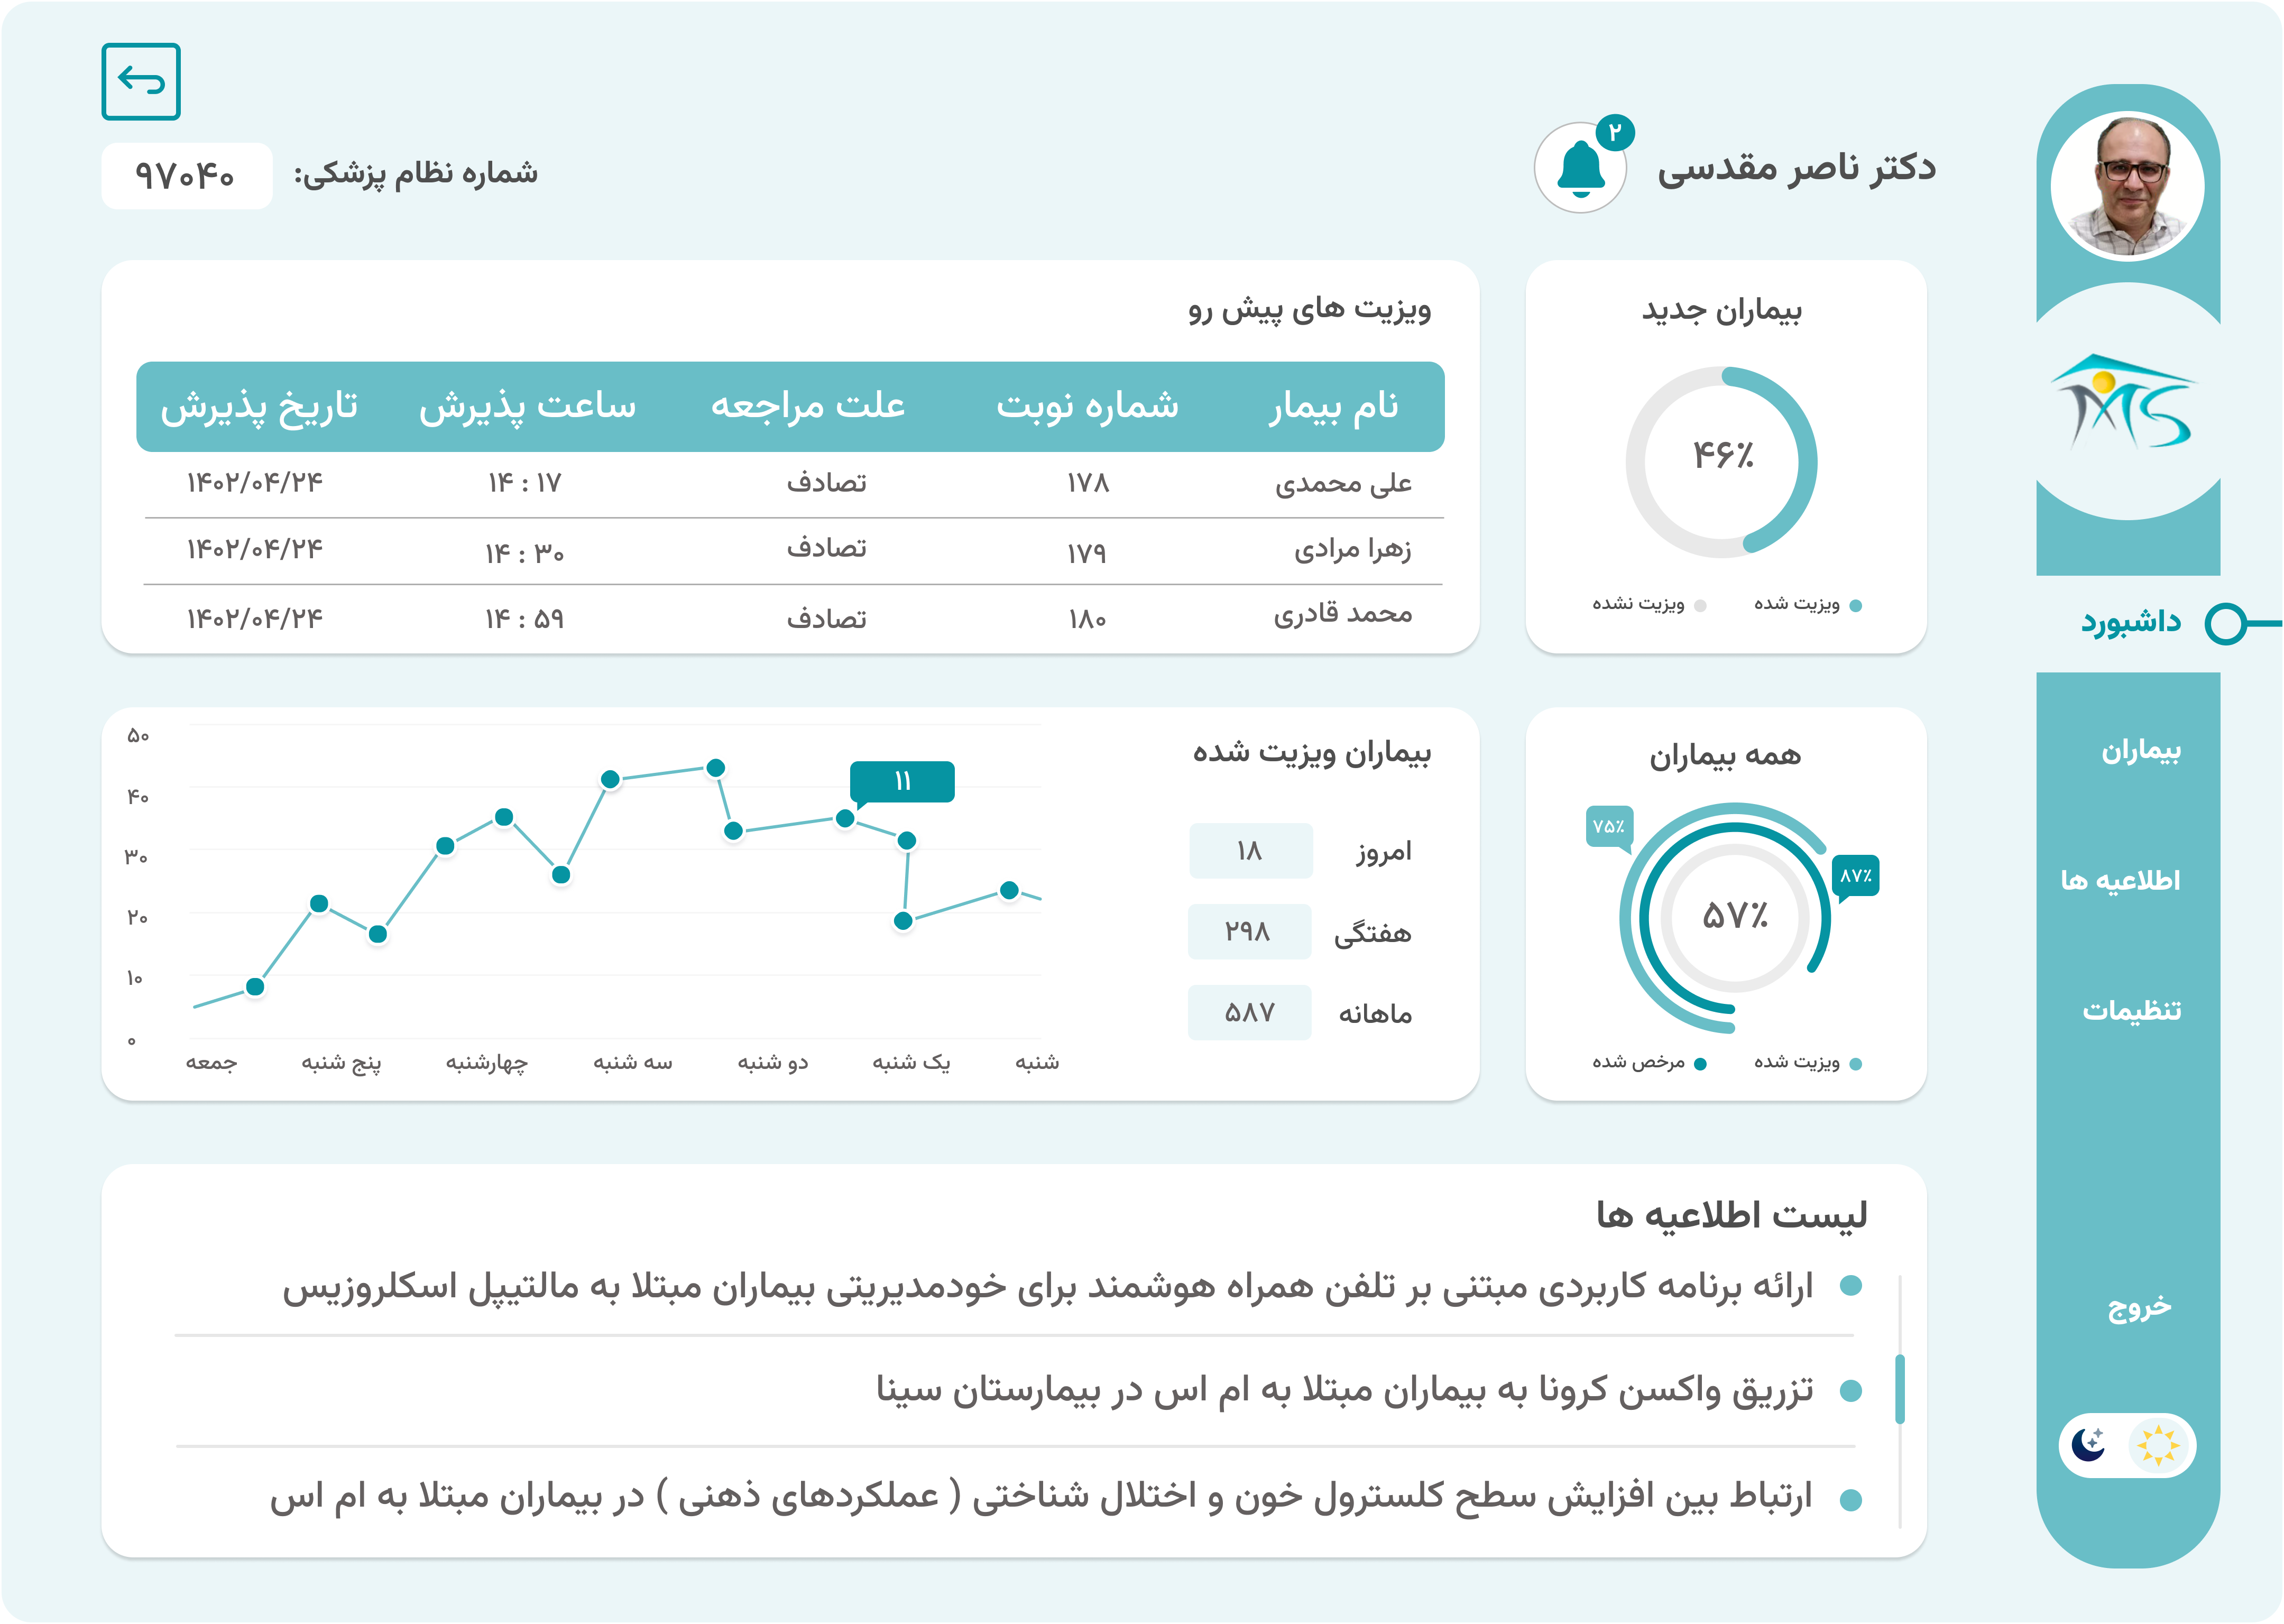 دکتر ناصر مقدسی
۲
شماره نظام پزشکی:
۹۷۰۴۰
MS
داشبورد
بیماران
اطلاعیه ها
تنظیمات
خروج
بیماران جدید
۴۶٪
ویزیت شده
ویزیت نشده
ویزیت های پیش رو
نام بیمار شماره نوبت علت مراجعه ساعت پذیرش تاریخ پذیرش
علی محمدی ۱۷۸ تصادف ۱۴ : ۱۷ ۱۴۰۲/۰۴/۲۴
زهرا مرادی ۱۷۹ تصادف ۱۴ : ۳۰ ۱۴۰۲/۰۴/۲۴
محمد قادری ۱۸۰ تصادف ۱۴ : ۵۹ ۱۴۰۲/۰۴/۲۴
همه بیماران
۷۵٪
۸۷٪
۵۷٪
ویزیت شده
مرخص شده
بیماران ویزیت شده
امروز ۱۸
هفتگی ۲۹۸
ماهانه ۵۸۷
۱۱
۵۰
۴۰
۳۰
۲۰
۱۰
۰
شنبه یک شنبه دو شنبه سه شنبه چهارشنبه پنج شنبه جمعه
لیست اطلاعیه ها
ارائه برنامه کاربردی مبتنی بر تلفن همراه هوشمند برای خودمدیریتی بیماران مبتلا به مالتیپل اسکلروزیس
تزریق واکسن کرونا به بیماران مبتلا به ام اس در بیمارستان سینا
ارتباط بین افزایش سطح کلسترول خون و اختلال شناختی ( عملکردهای ذهنی ) در بیماران مبتلا به ام اس